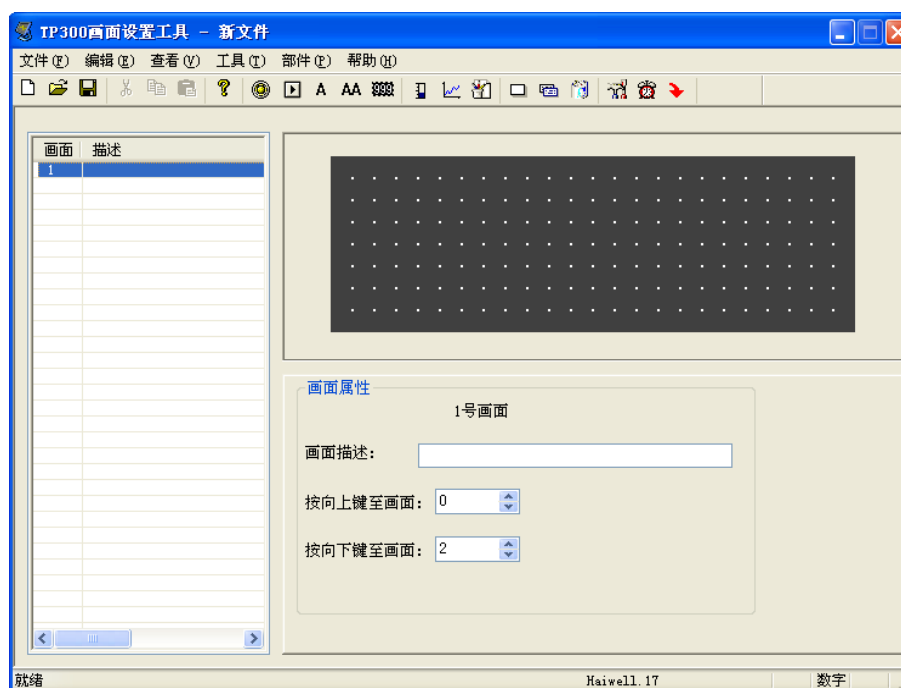 TP300画面设置工具 - 新文件
文件(F) 编辑(E) 查看(V) 工具(T) 部件(P) 帮助(H)
A AA
画面 描述
1
画面属性
1号画面
画面描述:
按向上键至画面: 0
按向下键至画面: 2
就绪 Haiwell.17 数字